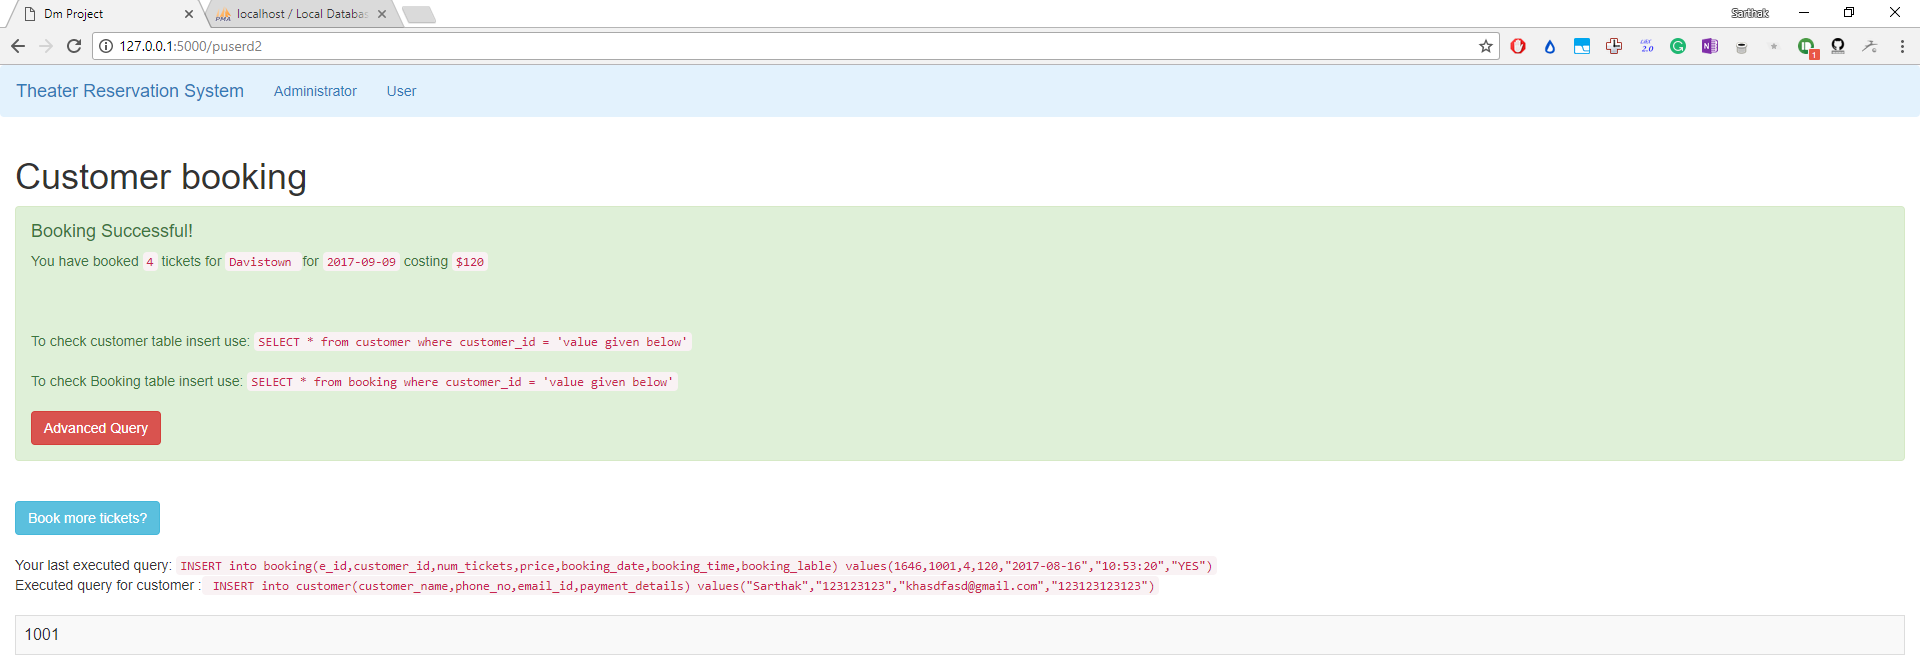 Dm Project
localhost / Local Databas
Sarthak
127.0.0.1:5000/puserd2
2.0
1
Theater Reservation System Administrator User
Customer booking
Booking Successful!
You have booked 4 tickets for Davistown for 2017-09-09 costing $120
To check customer table insert use: SELECT * from customer where customer_id = 'value given below'
To check Booking table insert use: SELECT * from booking where customer_id = 'value given below'
Advanced Query
Book more tickets?
Your last executed query: INSERT into booking(e_id,customer_id,num_tickets,price,booking_date,booking_time,booking_lable) values(1646,1001,4,120,"2017-08-16","10:53:20","YES")
Executed query for customer : INSERT into customer(customer_name,phone_no,email_id,payment_details) values("Sarthak","123123123","khasdfasd@gmail.com","123123123123")
1001